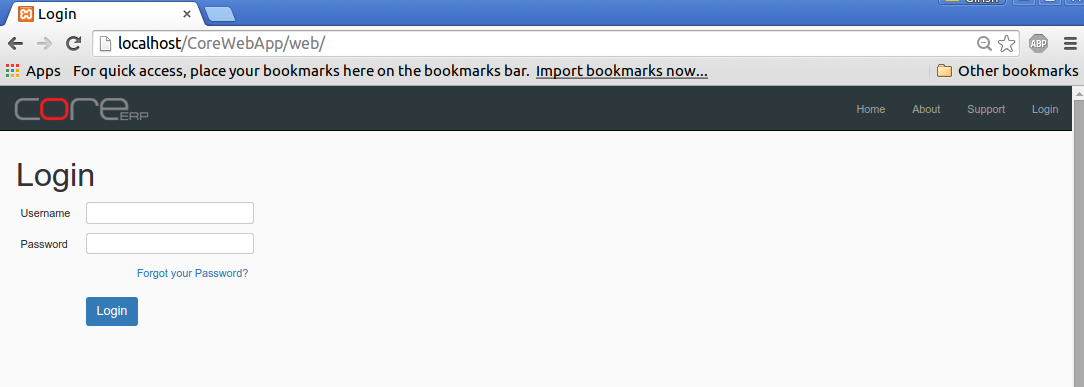 Login
localhost/CoreWebApp/web/
ABP
Apps For quick access, place your bookmarks here on the bookmarks bar. Import bookmarks now... Other bookmarks
core ERP Home About Support Login
Login
Username
Password
Forgot your Password?
Login